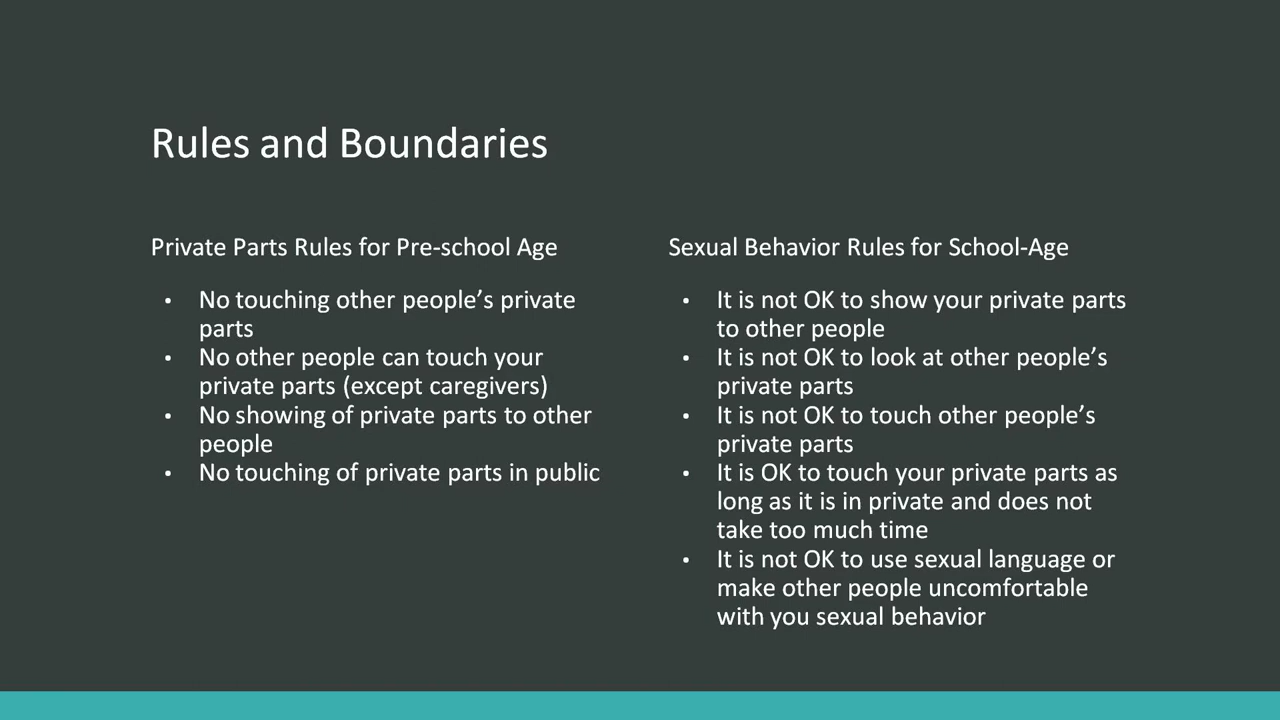 Rules and Boundaries
Private Parts Rules for Pre-school Age
• No touching other people’s private
parts
• No other people can touch your
private parts (except caregivers)
• No showing of private parts to other
people
• No touching of private parts in public
Sexual Behavior Rules for School-Age
• It is not OK to show your private parts
to other people
• It is not OK to look at other people’s
private parts
• It is not OK to touch other people’s
private parts
• It is OK to touch your private parts as
long as it is in private and does not
take too much time
• It is not OK to use sexual language or
make other people uncomfortable
with you sexual behavior